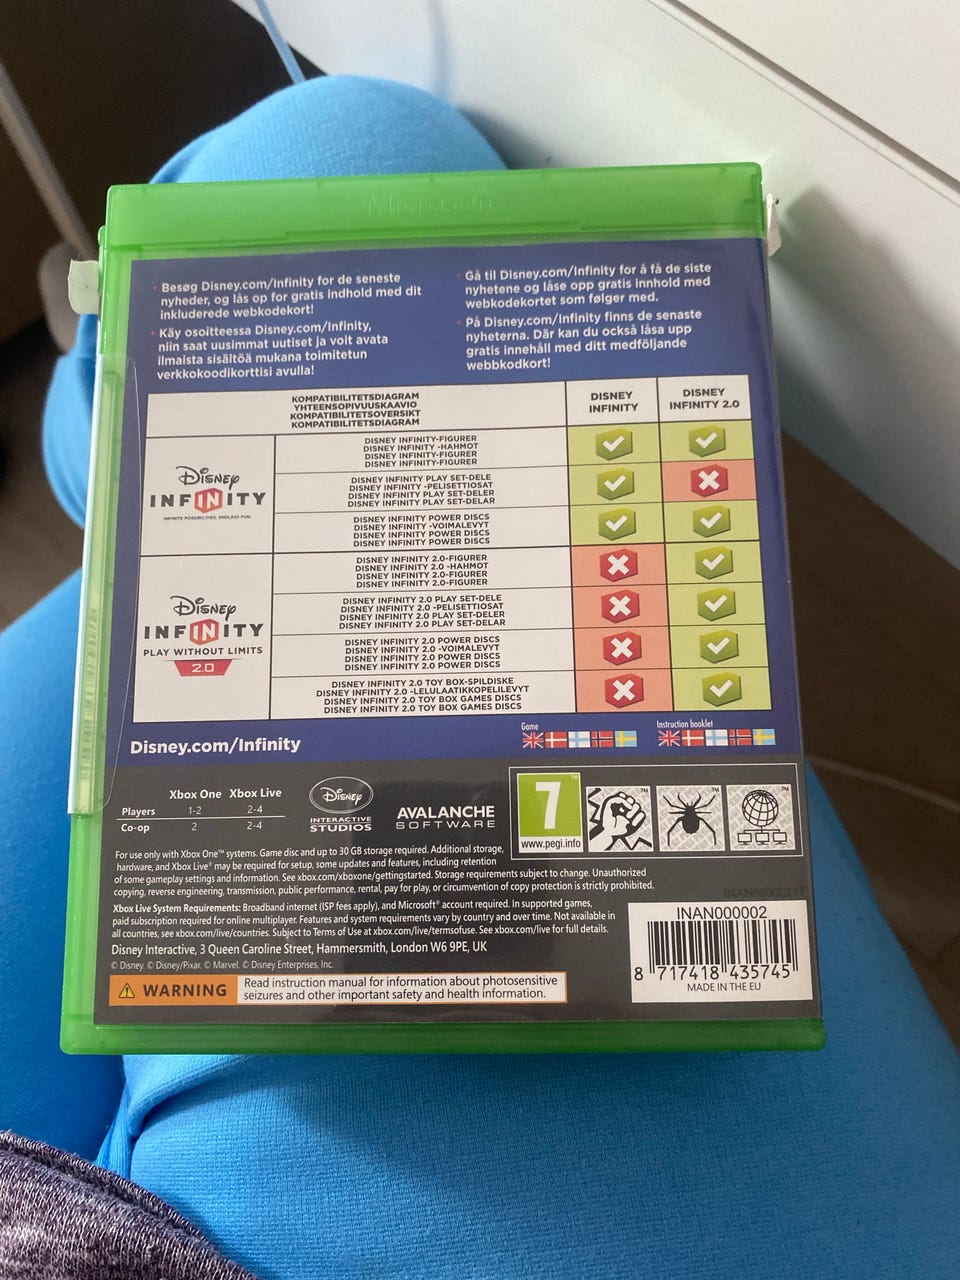 Microsoft
Besøg Disney.com/Infinity for de seneste
nyheder, og lås op for gratis indhold med dit
inkluderede webkodekort!
Käy osoitteessa Disney.com/Infinity,
niin saat uusimmat uutiset ja voit avata
ilmaista sisältöä mukana toimitetun
verkkokoodikorttisi avulla!
Gå til Disney.com/Infinity for å få de siste
nyhetene og låse opp gratis innhold med
webkodekortet som følger med.
På Disney.com/Infinity finns de senaste
nyheterna. Där kan du också låsa upp
gratis innehåll med ditt medföljande
webbkodkort!
KOMPATIBILITETSDIAGRAM
YHTEENSOPIVUUSKAAVIO
KOMPATIBILITETSOVERSIKT
KOMPATIBILITETSDIAGRAM
DISNEY
INFINITY
DISNEY
INFINITY 2.0
Disney
INFINITY
INFINITE POSSIBILITIES. ENDLESS FUN.
DISNEY INFINITY-FIGURER
DISNEY INFINITY -HAHMOT
DISNEY INFINITY-FIGURER
DISNEY INFINITY-FIGURER
DISNEY INFINITY PLAY SET-DELE
DISNEY INFINITY -PELISETTIOSAT
DISNEY INFINITY PLAY SET-DELER
DISNEY INFINITY PLAY SET-DELAR
DISNEY INFINITY POWER DISCS
DISNEY INFINITY -VOIMALEVYT
DISNEY INFINITY POWER DISCS
DISNEY INFINITY POWER DISCS
Disney
INFINITY
PLAY WITHOUT LIMITS
2.0
DISNEY INFINITY 2.0-FIGURER
DISNEY INFINITY 2.0 -HAHMOT
DISNEY INFINITY 2.0-FIGURER
DISNEY INFINITY 2.0-FIGURER
DISNEY INFINITY 2.0 PLAY SET-DELE
DISNEY INFINITY 2.0 -PELISETTIOSAT
DISNEY INFINITY 2.0 PLAY SET-DELER
DISNEY INFINITY 2.0 PLAY SET-DELAR
DISNEY INFINITY 2.0 POWER DISCS
DISNEY INFINITY 2.0 -VOIMALEVYT
DISNEY INFINITY 2.0 POWER DISCS
DISNEY INFINITY 2.0 POWER DISCS
DISNEY INFINITY 2.0 TOY BOX-SPILDISKE
DISNEY INFINITY 2.0 -LELULAATIKKOPELILEVYT
DISNEY INFINITY 2.0 TOY BOX GAMES DISCS
DISNEY INFINITY 2.0 TOY BOX GAMES DISCS
Disney.com/Infinity
Game
Instruction booklet
Xbox One Xbox Live
Players 1-2 2-4
Co-op 2 2-4
Disney
INTERACTIVE
STUDIOS
AVALANCHE
SOFTWARE
7
www.pegi.info
For use only with Xbox One™ systems. Game disc and up to 30 GB storage required. Additional storage,
hardware, and Xbox Live® may be required for setup, some updates and features, including retention
of some gameplay settings and information. See xbox.com/xboxone/gettingstarted. Storage requirements subject to change. Unauthorized
copying, reverse engineering, transmission, public performance, rental, pay for play, or circumvention of copy protection is strictly prohibited.
Xbox Live System Requirements: Broadband internet (ISP fees apply), and Microsoft® account required. In supported games,
paid subscription required for online multiplayer. Features and system requirements vary by country and over time. Not available in
all countries, see xbox.com/live/countries. Subject to Terms of Use at xbox.com/live/termsofuse. See xbox.com/live for full details.
Disney Interactive, 3 Queen Caroline Street, Hammersmith, London W6 9PE, UK
© Disney. © Disney/Pixar. © Marvel. © Disney Enterprises, Inc.
WARNING
Read instruction manual for information about photosensitive
seizures and other important safety and health information.
INAN000002
8 717418 435745
MADE IN THE EU